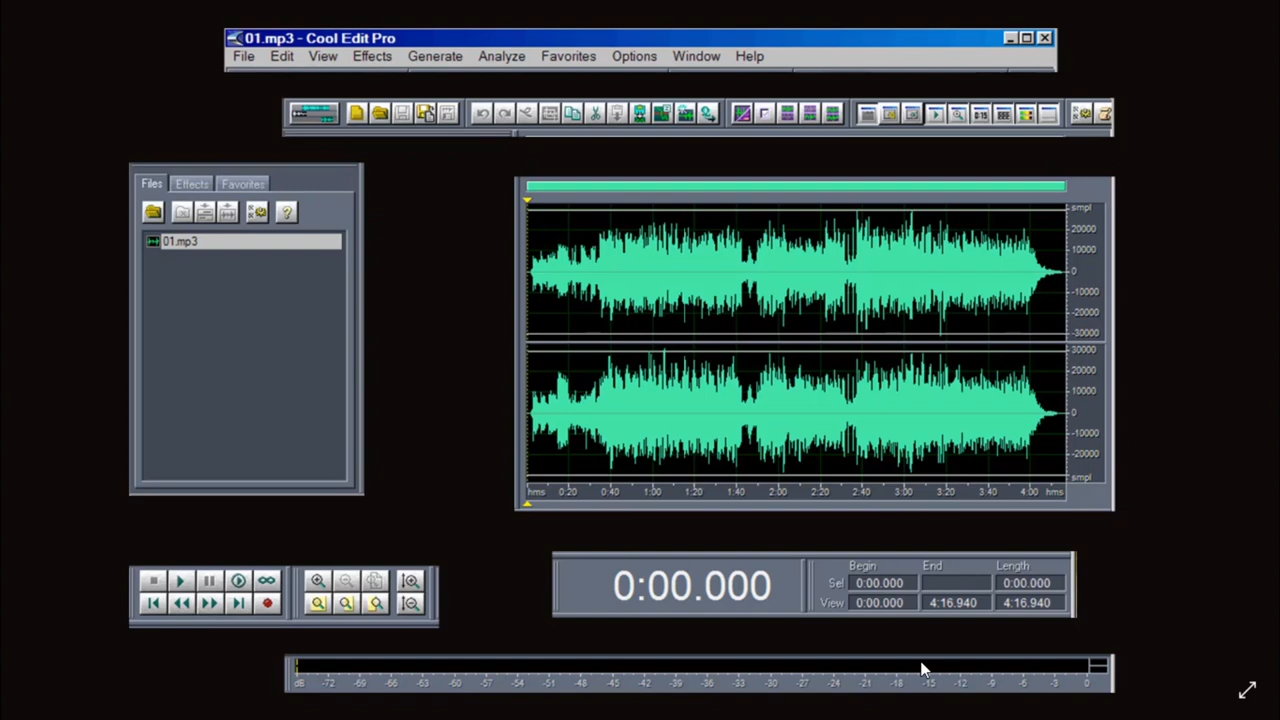 01.mp3 - Cool Edit Pro
File Edit View Effects Generate Analyze Favorites Options Window Help
0:15
Files Effects Favorites
?
01.mp3
smpl
20000
10000
0
-10000
-20000
-30000
30000
20000
10000
0
-10000
-20000
smpl
hms 0:20 0:40 1:00 1:20 1:40 2:00 2:20 2:40 3:00 3:20 3:40 4:00 hms
0:00.000
Begin End Length
Sel 0:00.000 0:00.000
View 0:00.000 4:16.940 4:16.940
dB -72 -69 -66 -63 -60 -57 -54 -51 -48 -45 -42 -39 -36 -33 -30 -27 -24 -21 -18 -15 -12 -9 -6 -3 0